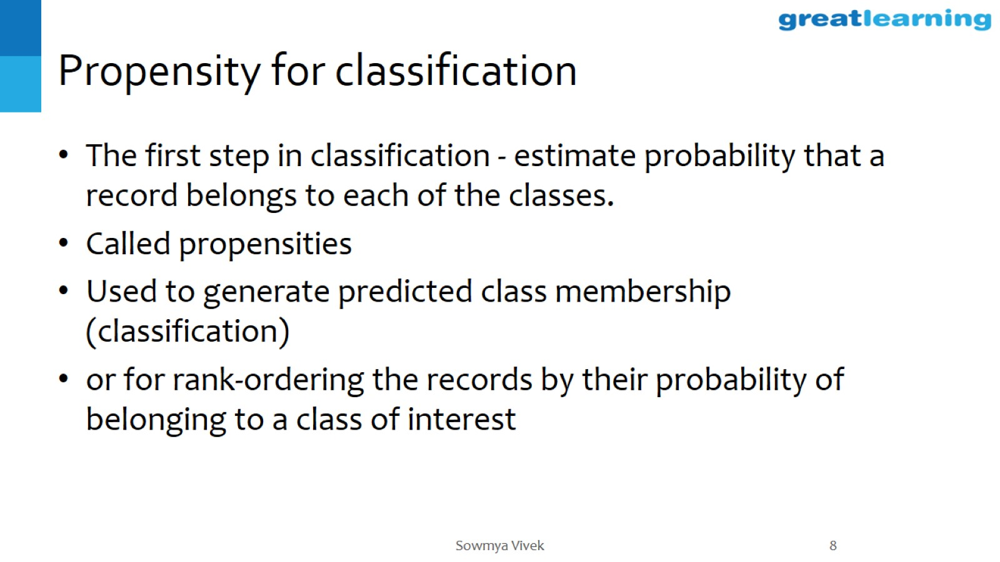 greatlearning
Propensity for classification
• The first step in classification - estimate probability that a
record belongs to each of the classes.
• Called propensities
• Used to generate predicted class membership
(classification)
• or for rank-ordering the records by their probability of
belonging to a class of interest
Sowmya Vivek
8